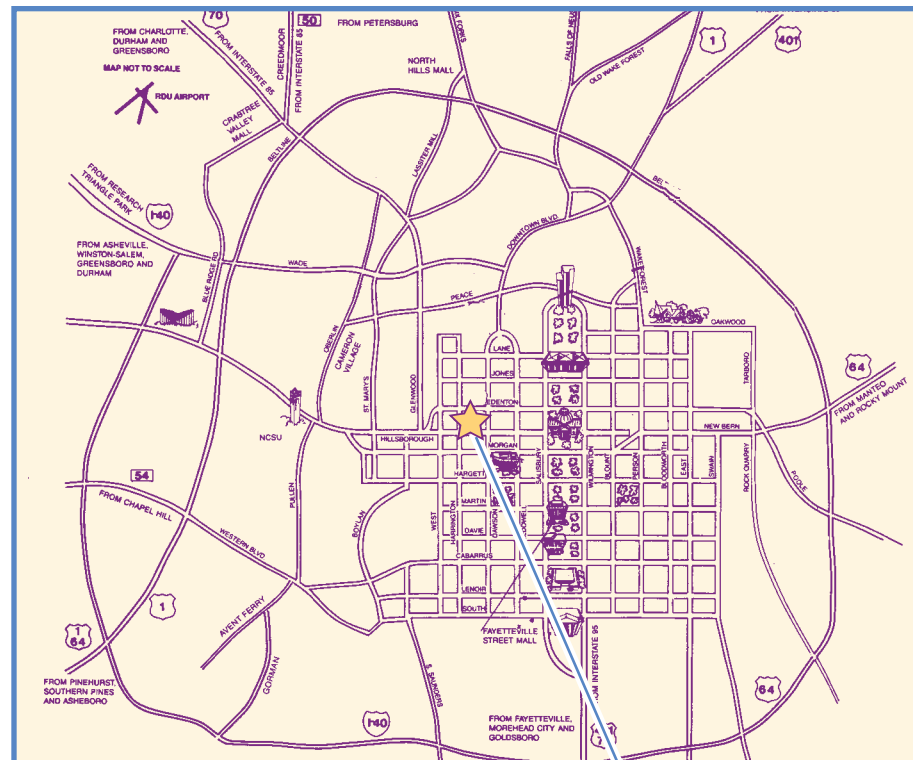 70
50
FROM PETERSBURG
FROM CHARLOTTE,
DURHAM AND
GREENSBORO
MAP NOT TO SCALE
RDU AIRPORT
FROM INTERSTATE 85
CREEDMOOR
FROM INTERSTATE 85
FORKS
FALLS OF
1
401
NORTH
HILLS MALL
OLD WAKE FOREST
CRABTREE
VALLEY
MALL
BELTLINE
LASSITER MILL
FROM RESEARCH
TRIANGLE PARK
I-40
FROM ASHEVILLE,
WINSTON-SALEM,
GREENSBORO AND
DURHAM
BLUE RIDGE RD
WADE
DOWNTOWN BLVD.
WAKE FOREST
PEACE
OAKWOOD
OBERLIN
CAMERON
VILLAGE
ST. MARY'S
GLENWOOD
LANE
JONES
EDENTON
TARBORO
64
FROM MANTEO
AND ROCKY MOUNT
NCSU
HILLSBOROUGH
MORGAN
NEW BERN
HARGETT
SALISBURY
WILMINGTON
BLOUNT
PERSON
BLOODWORTH
EAST
SWAIN
ROCK QUARRY
POOLE
54
FROM CHAPEL HILL
PULLEN
BOYLAN
WEST
HARRINGTON
MARTIN
DAWSON
DAVIE
CABARRUS
WESTERN BLVD
LENOIR
SOUTH
AVENT FERRY
GORMAN
1
1
64
FAYETTEVILLE
STREET MALL
S. SAUNDERS
FROM INTERSTATE 95
64
FROM PINEHURST,
SOUTHERN PINES
AND ASHEBORO
I-40
FROM FAYETTEVILLE,
MOREHEAD CITY AND
GOLDSBORO